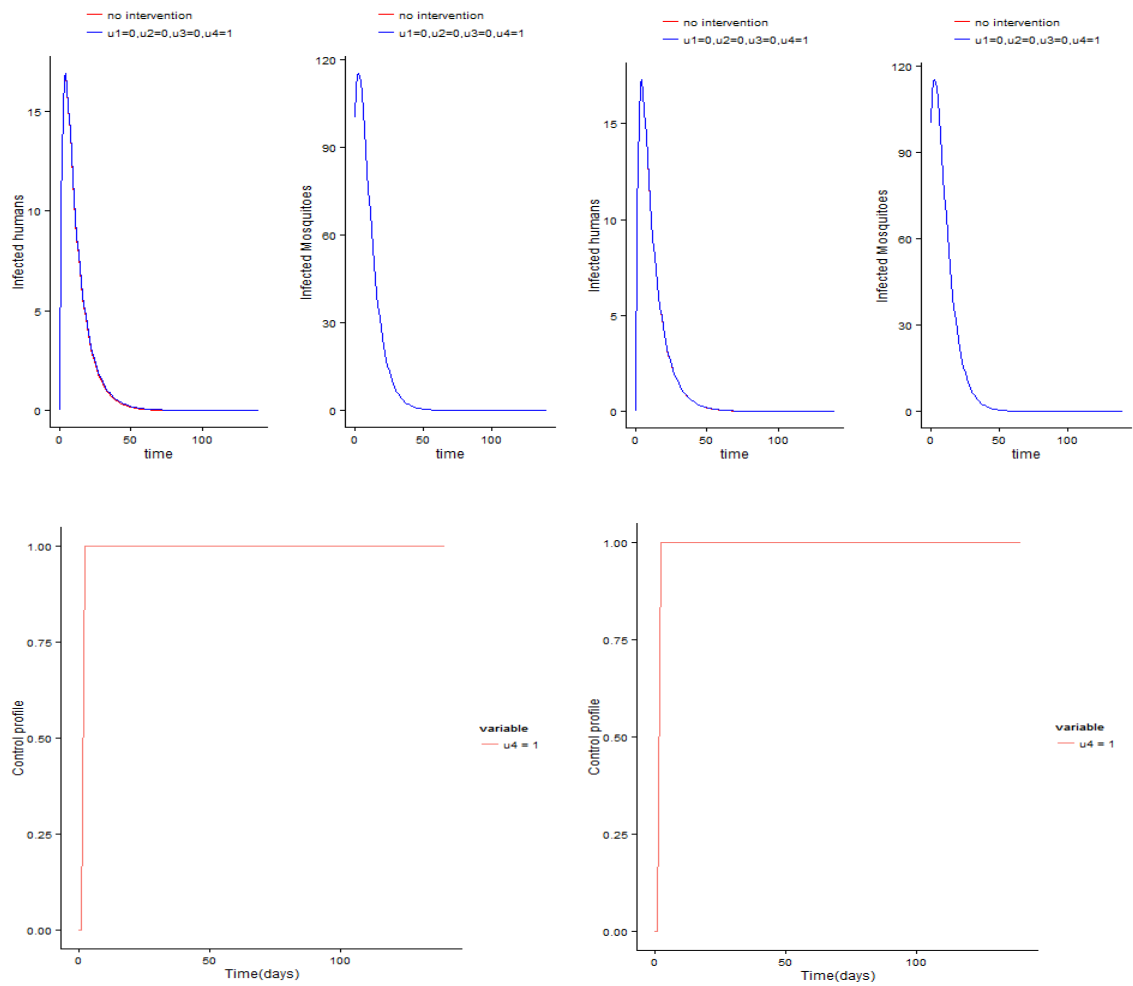 no intervention
u1=0,u2=0,u3=0,u4=1
Infected humans
15
10
5
0
0
50
100
time
no intervention
u1=0,u2=0,u3=0,u4=1
Infected Mosquitoes
120
90
60
30
0
0
50
100
time
no intervention
u1=0,u2=0,u3=0,u4=1
Infected humans
15
10
5
0
0
50
100
time
no intervention
u1=0,u2=0,u3=0,u4=1
Infected Mosquitoes
120
90
60
30
0
0
50
100
time
Control profile
1.00
0.75
0.50
0.25
0.00
0
50
100
Time(days)
variable
u4 = 1
Control profile
1.00
0.75
0.50
0.25
0.00
0
50
100
Time(days)
variable
u4 = 1